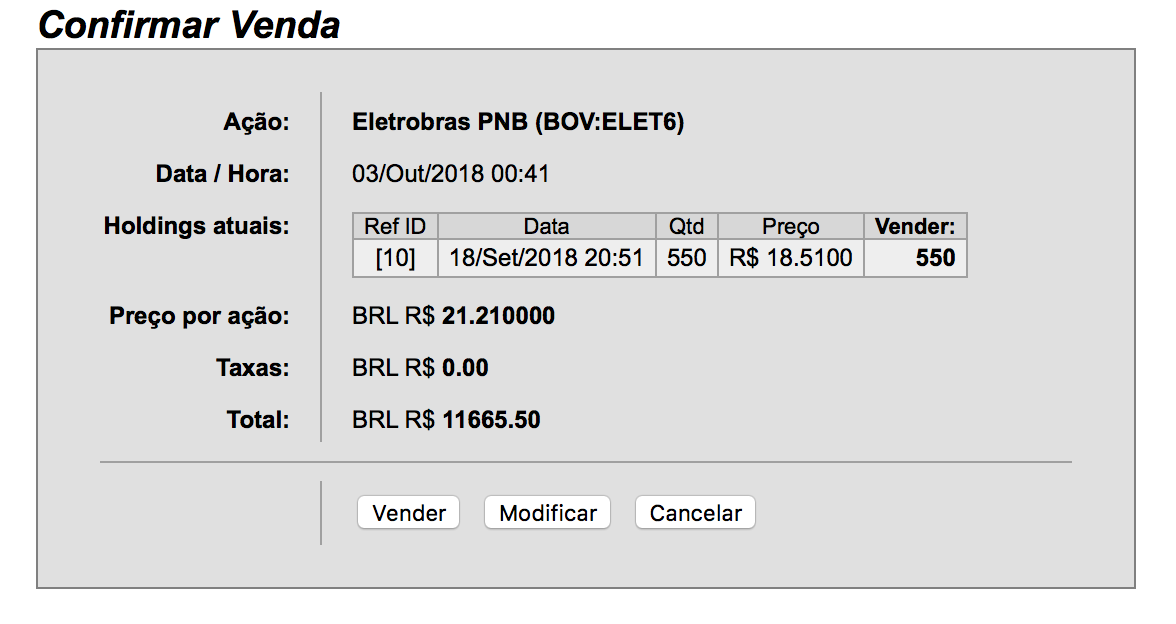 Confirmar Venda
Ação: Eletrobras PNB (BOV:ELET6)
Data / Hora: 03/Out/2018 00:41
Holdings atuais: Ref ID Data Qtd Preço Vender:
[10] 18/Set/2018 20:51 550 R$ 18.5100 550
Preço por ação: BRL R$ 21.210000
Taxas: BRL R$ 0.00
Total: BRL R$ 11665.50
Vender Modificar Cancelar